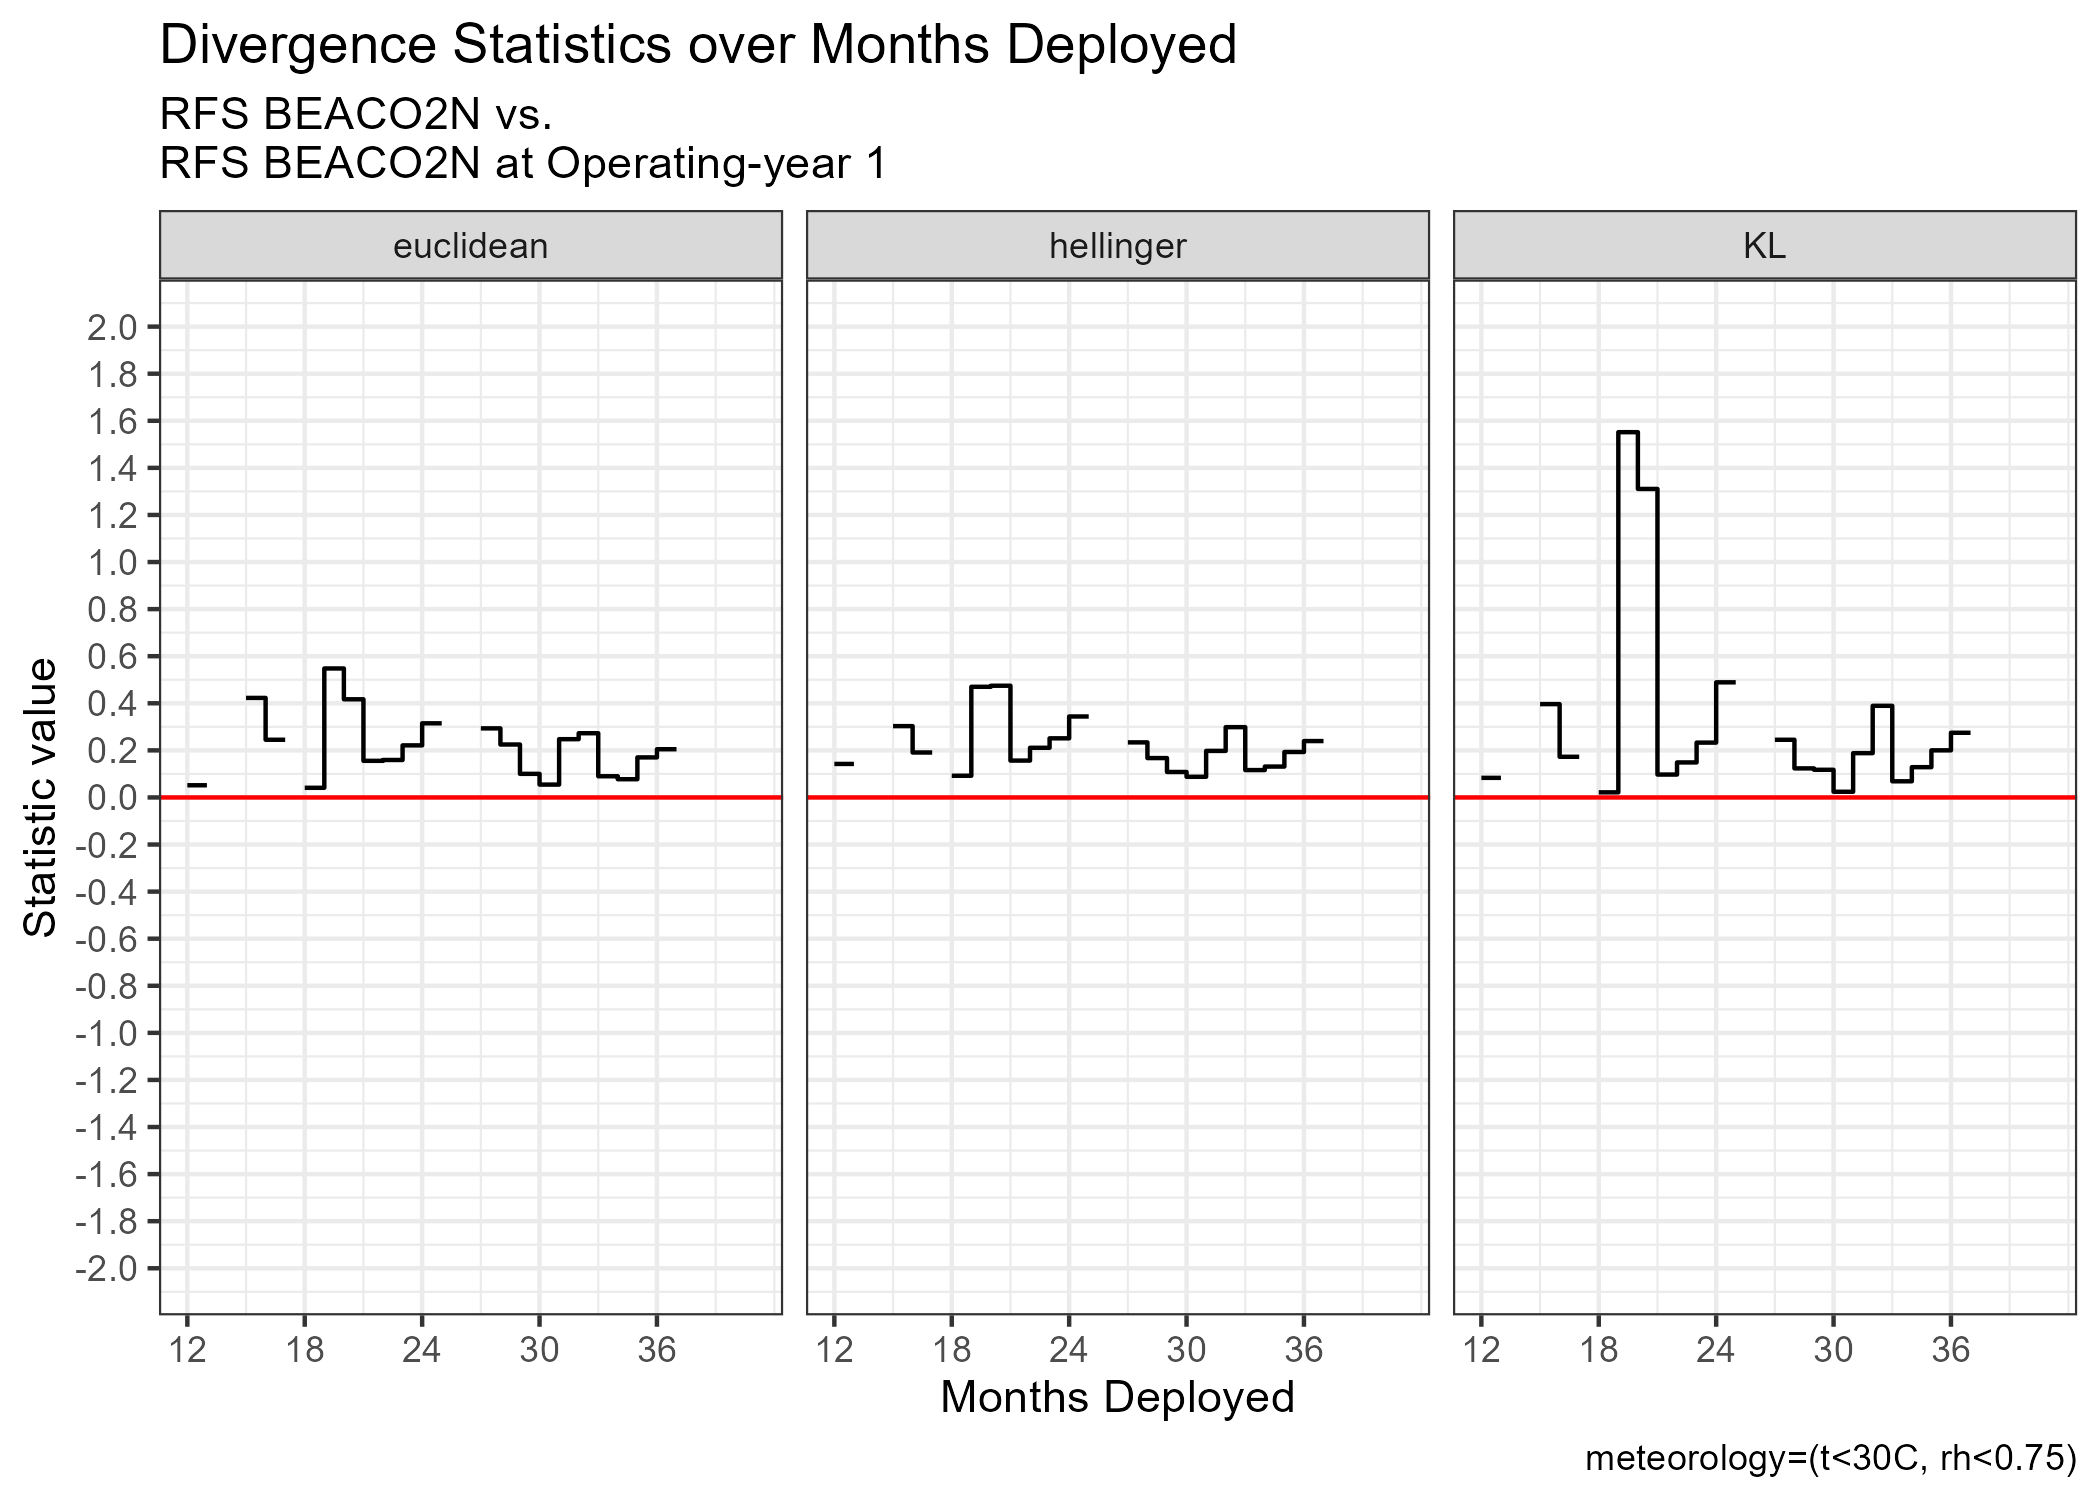 Divergence Statistics over Months Deployed
RFS BEACO2N vs.
RFS BEACO2N at Operating-year 1
euclidean hellinger KL
Statistic value
2.0
1.8
1.6
1.4
1.2
1.0
0.8
0.6
0.4
0.2
0.0
-0.2
-0.4
-0.6
-0.8
-1.0
-1.2
-1.4
-1.6
-1.8
-2.0
12 18 24 30 36 12 18 24 30 36 12 18 24 30 36
Months Deployed
meteorology=(t<30C, rh<0.75)